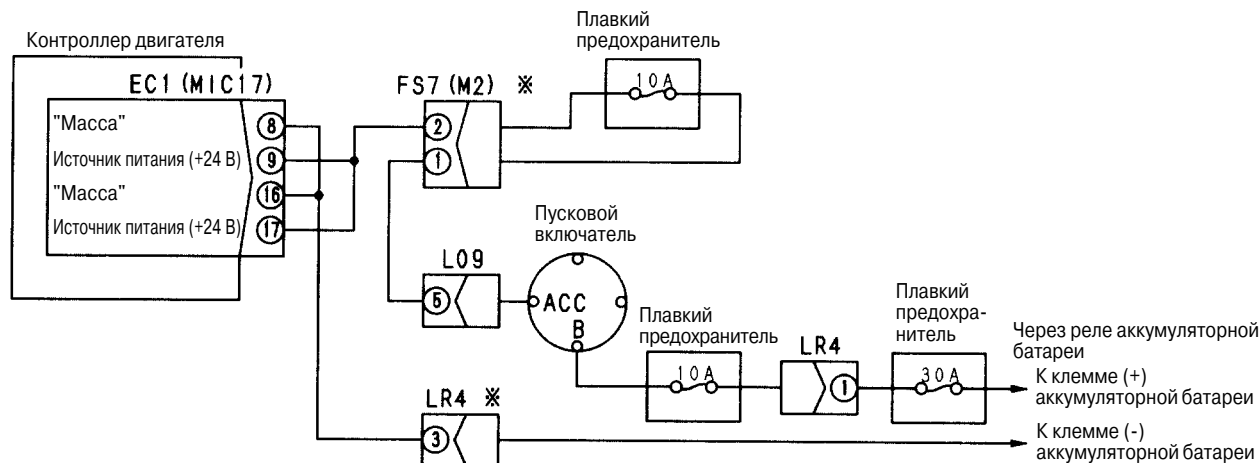 Контроллер двигателя
EC1 (MIC17)
"Масса"
8
Источник питания (+24 В)
9
"Масса"
16
Источник питания (+24 В)
17
FS7 (M2) ※
2
1
Плавкий
предохранитель
10A
L09
5
Пусковой
включатель
ACC
B
Плавкий
предохранитель
10A
LR4
1
Плавкий
предохра-
нитель
30A
Через реле аккумуляторной
батареи
К клемме (+)
аккумуляторной батареи
LR4 ※
3
К клемме (-)
аккумуляторной батареи